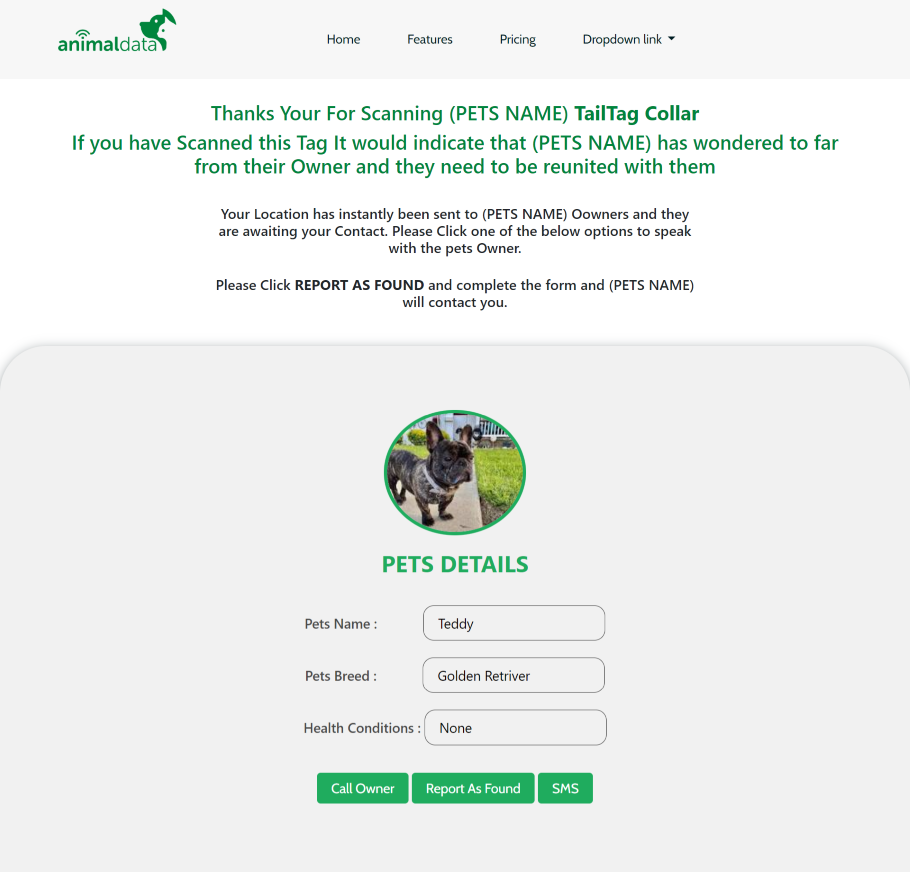 animaldata
Home
Features
Pricing
Dropdown link
Thanks Your For Scanning (PETS NAME) TailTag Collar
If you have Scanned this Tag It would indicate that (PETS NAME) has wondered to far
from their Owner and they need to be reunited with them
Your Location has instantly been sent to (PETS NAME) Oowners and they
are awaiting your Contact. Please Click one of the below options to speak
with the pets Owner.
Please Click REPORT AS FOUND and complete the form and (PETS NAME)
will contact you.
PETS DETAILS
Pets Name : Teddy
Pets Breed : Golden Retriver
Health Conditions : None
Call Owner
Report As Found
SMS